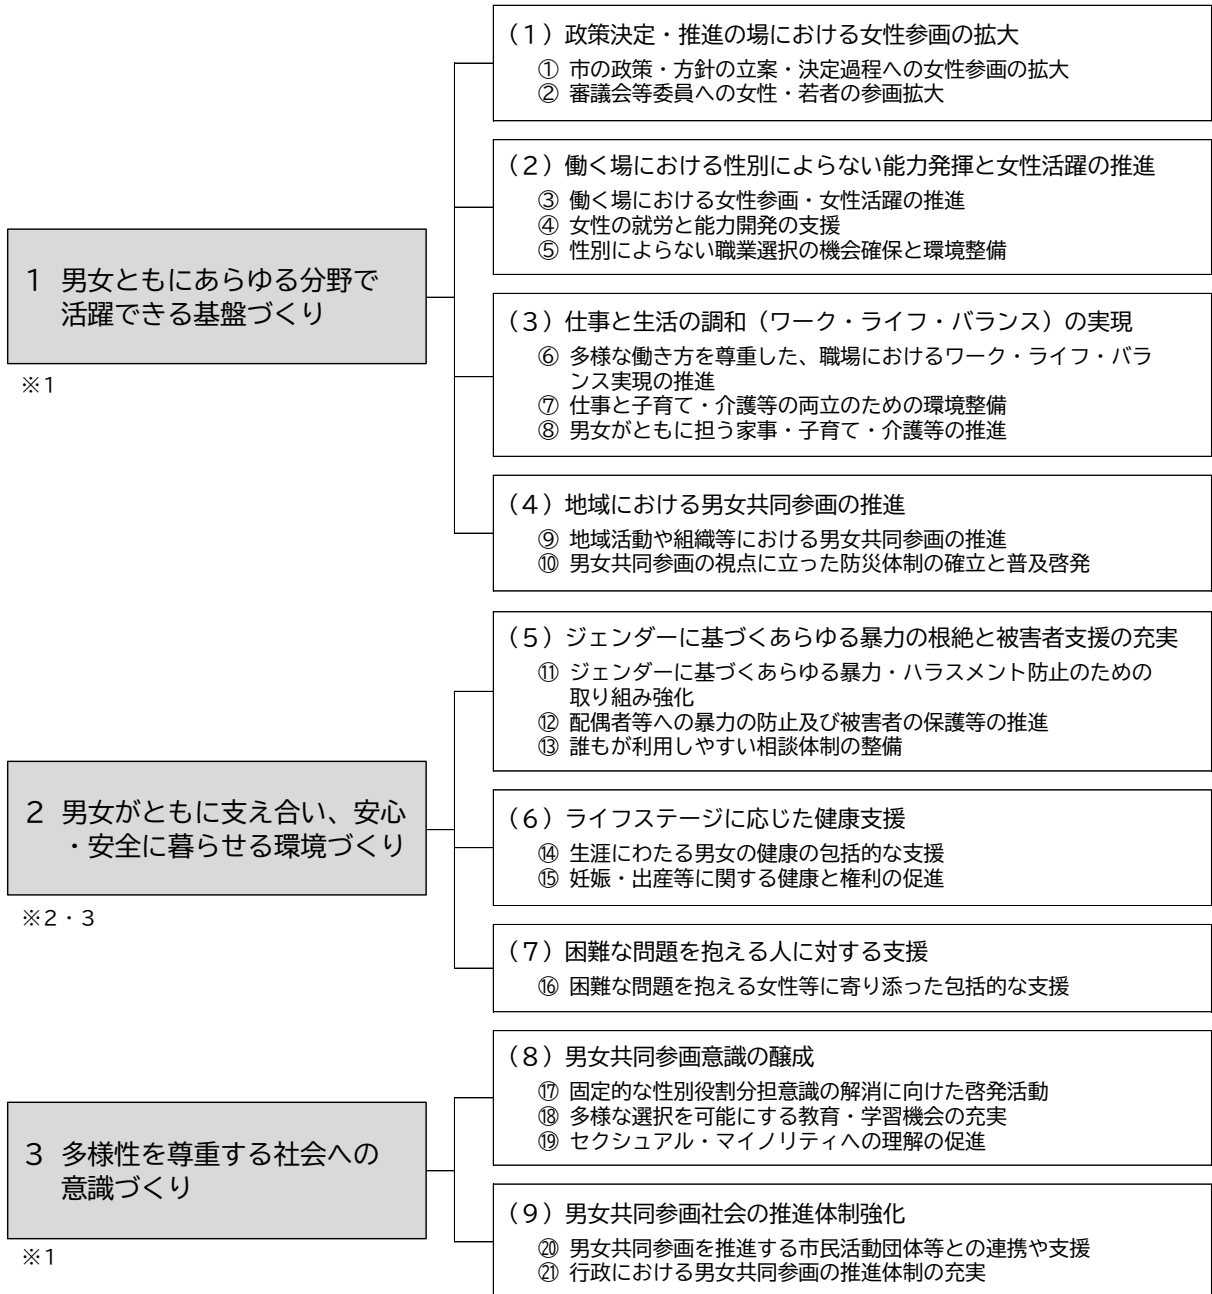 1 男女ともにあらゆる分野で
活躍できる基盤づくり
※1
(1)政策決定・推進の場における女性参画の拡大
① 市の政策・方針の立案・決定過程への女性参画の拡大
② 審議会等委員への女性・若者の参画拡大
(2)働く場における性別によらない能力発揮と女性活躍の推進
③ 働く場における女性参画・女性活躍の推進
④ 女性の就労と能力開発の支援
⑤ 性別によらない職業選択の機会確保と環境整備
(3)仕事と生活の調和(ワーク・ライフ・バランス)の実現
⑥ 多様な働き方を尊重した、職場におけるワーク・ライフ・バラ
ンス実現の推進
⑦ 仕事と子育て・介護等の両立のための環境整備
⑧ 男女がともに担う家事・子育て・介護等の推進
(4)地域における男女共同参画の推進
⑨ 地域活動や組織等における男女共同参画の推進
⑩ 男女共同参画の視点に立った防災体制の確立と普及啓発
2 男女がともに支え合い、安心
・安全に暮らせる環境づくり
※2・3
(5)ジェンダーに基づくあらゆる暴力の根絶と被害者支援の充実
⑪ ジェンダーに基づくあらゆる暴力・ハラスメント防止のための
取り組み強化
⑫ 配偶者等への暴力の防止及び被害者の保護等の推進
⑬ 誰もが利用しやすい相談体制の整備
(6)ライフステージに応じた健康支援
⑭ 生涯にわたる男女の健康の包括的な支援
⑮ 妊娠・出産等に関する健康と権利の促進
(7)困難な問題を抱える人に対する支援
⑯ 困難な問題を抱える女性等に寄り添った包括的な支援
3 多様性を尊重する社会への
意識づくり
※1
(8)男女共同参画意識の醸成
⑰ 固定的な性別役割分担意識の解消に向けた啓発活動
⑱ 多様な選択を可能にする教育・学習機会の充実
⑲ セクシュアル・マイノリティへの理解の促進
(9)男女共同参画社会の推進体制強化
⑳ 男女共同参画を推進する市民活動団体等との連携や支援
㉑ 行政における男女共同参画の推進体制の充実